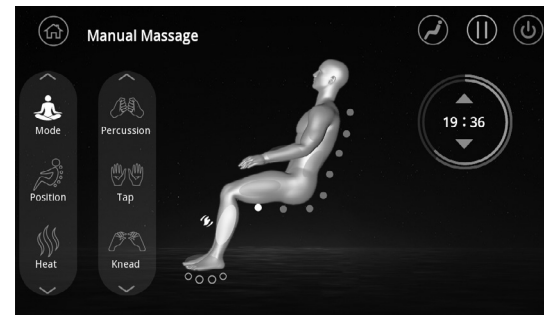 Manual Massage
Mode
Percussion
19 : 36
Position
Tap
Heat
Knead